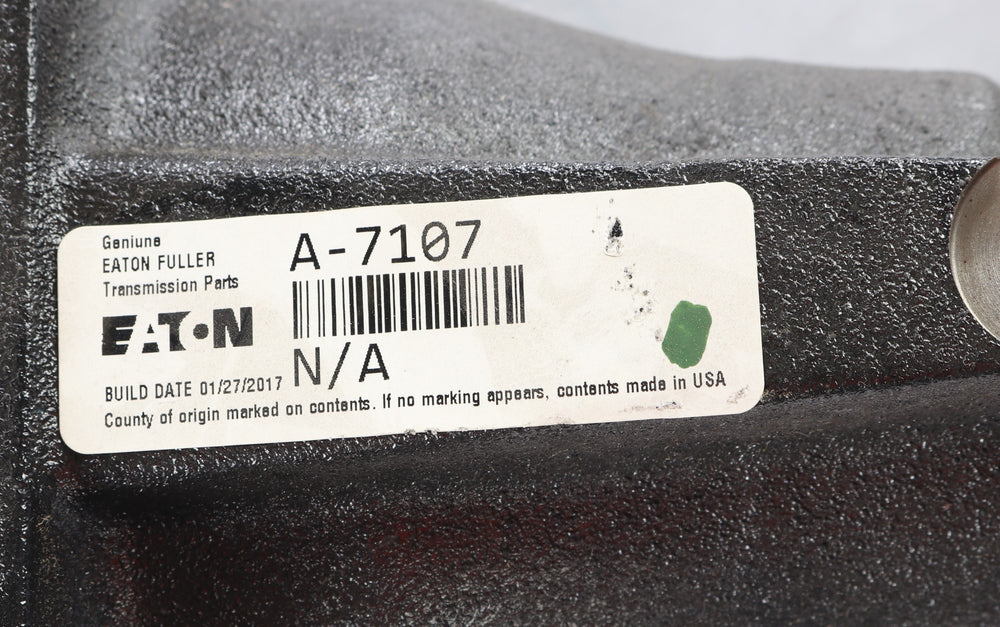 Geniune
EATON FULLER
Transmission Parts
EATON
A-7107
N/A
BUILD DATE 01/27/2017
County of origin marked on contents. If no marking appears, contents made in USA